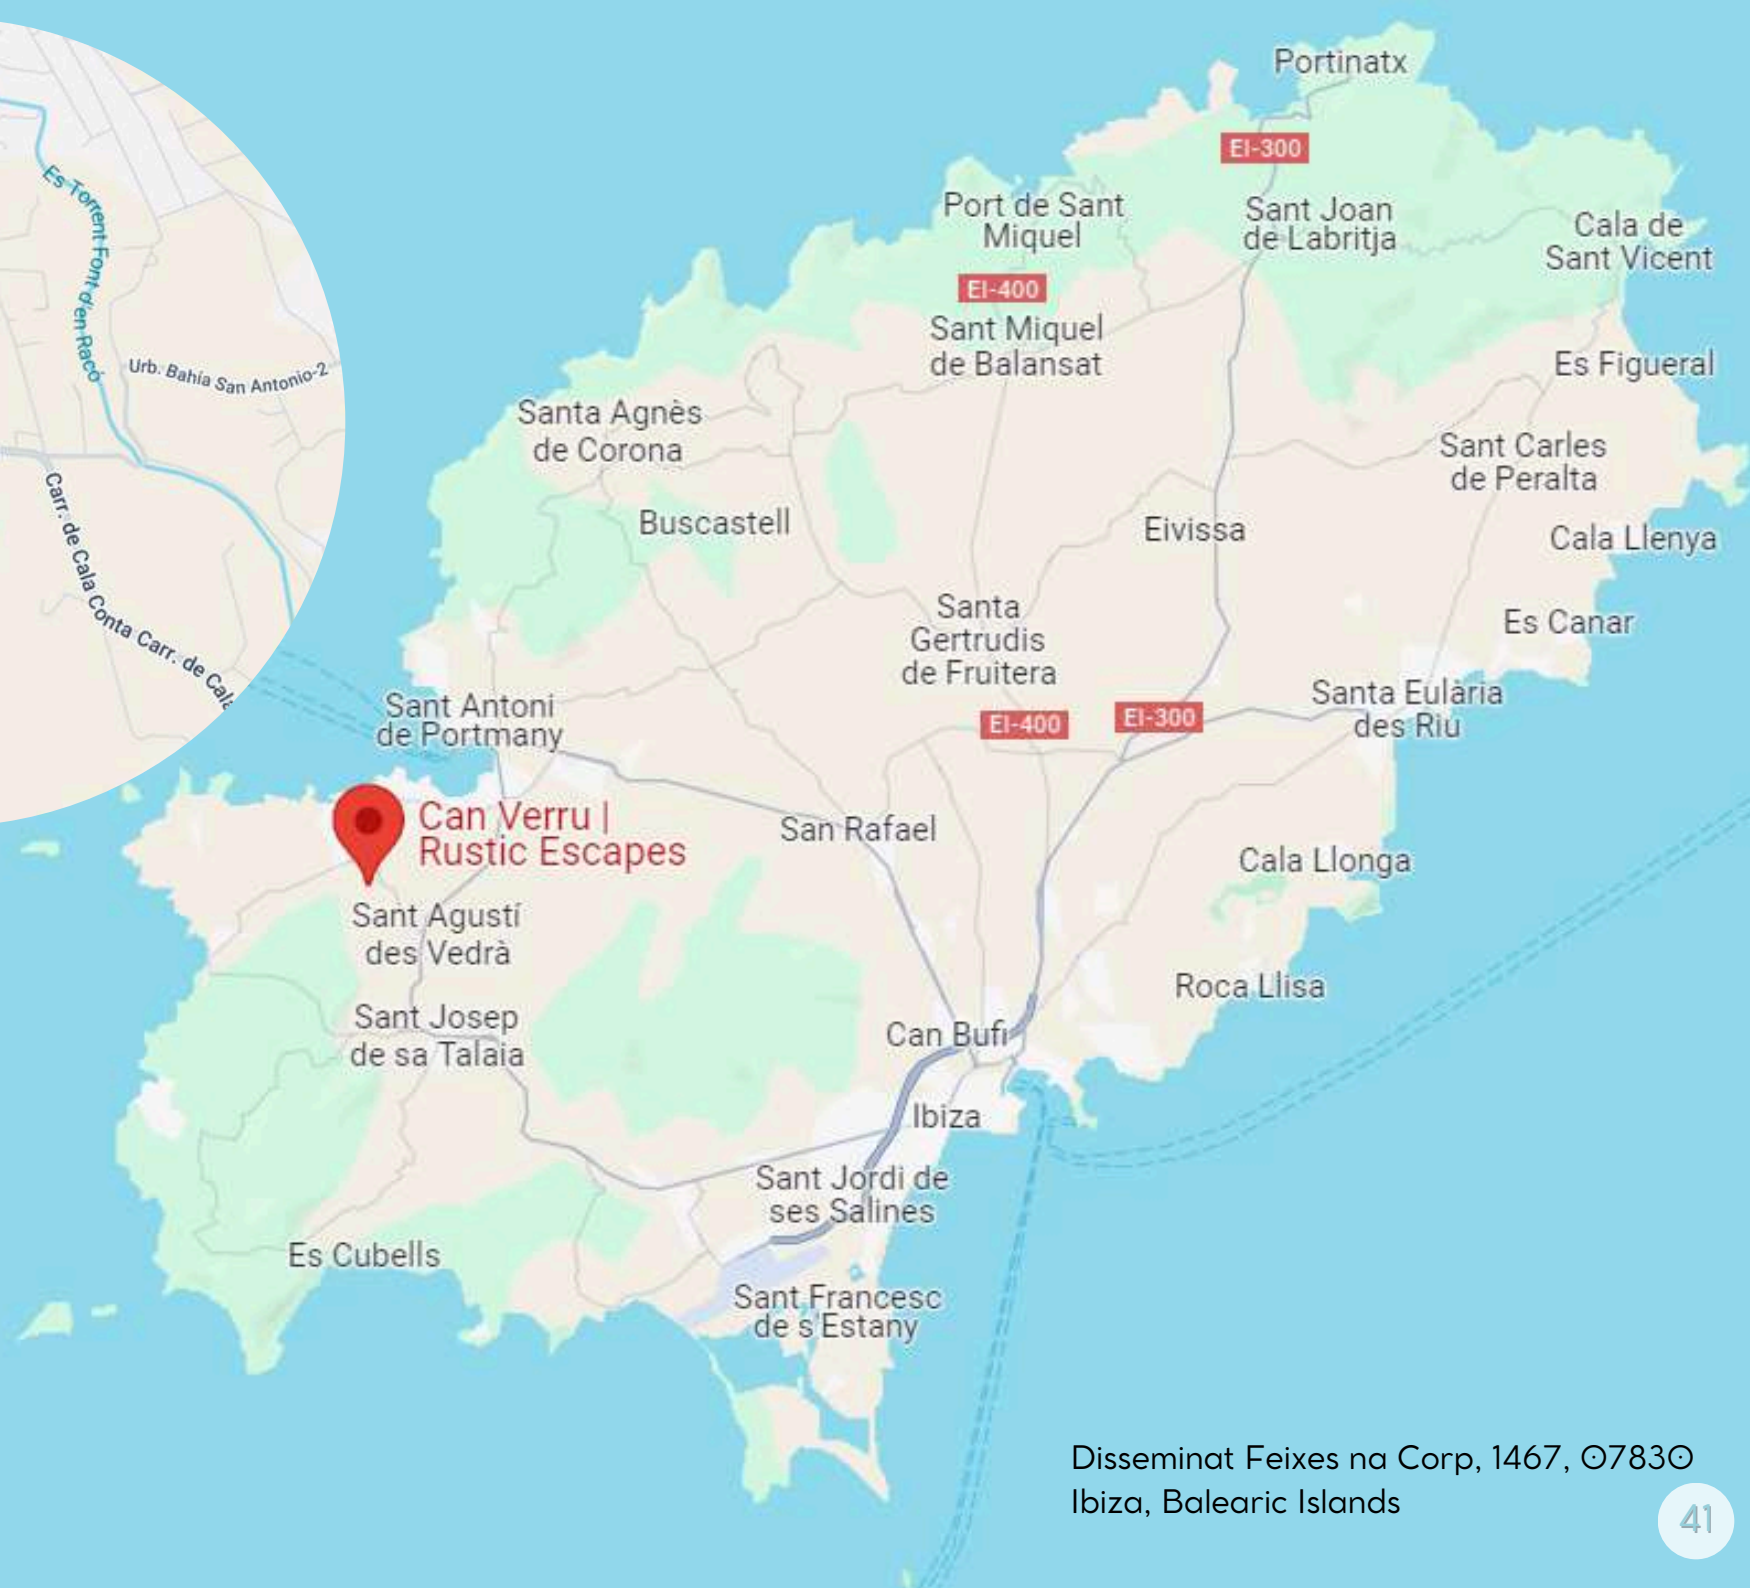 Es Torrent Font d'en Racó
Urb. Bahía San Antonio-2
Carr. de Cala Conta Carr. de Cala
Portinatx
EI-300
Port de Sant
Miquel
Sant Joan
de Labritja
Cala de
Sant Vicent
EI-400
Sant Miquel
de Balansat
Es Figueral
Santa Agnès
de Corona
Sant Carles
de Peralta
Buscastell
Eivissa
Cala Llenya
Santa
Gertrudis
de Fruitera
Es Canar
Sant Antoni
de Portmany
EI-400
EI-300
Santa Eulària
des Riu
Can Verru |
Rustic Escapes
San Rafael
Cala Llonga
Sant Agustí
des Vedrà
Roca Llisa
Sant Josep
de sa Talaia
Can Bufí
Ibiza
Sant Jordi de
ses Salines
Es Cubells
Sant Francesc
de s'Estany
Disseminat Feixes na Corp, 1467, 07830
Ibiza, Balearic Islands
41